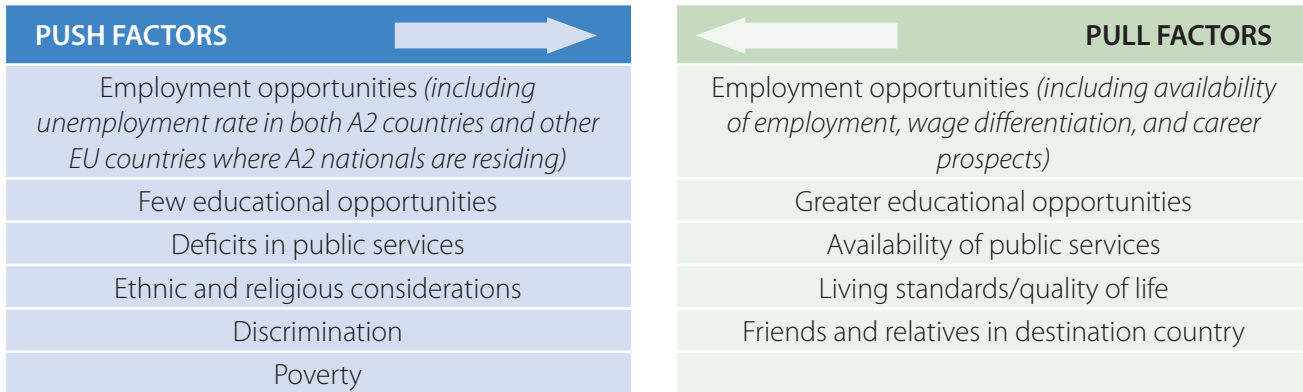 PUSH FACTORS
Employment opportunities (including
unemployment rate in both A2 countries and other
EU countries where A2 nationals are residing)
Few educational opportunities
Deficits in public services
Ethnic and religious considerations
Discrimination
Poverty
PULL FACTORS
Employment opportunities (including availability
of employment, wage differentiation, and career
prospects)
Greater educational opportunities
Availability of public services
Living standards/quality of life
Friends and relatives in destination country